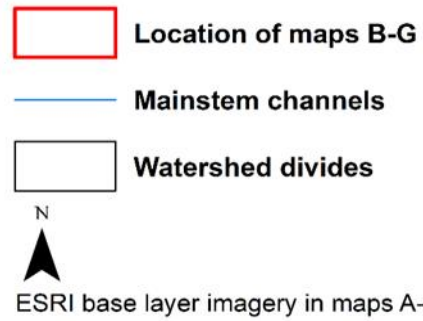 Location of maps B-G
Mainstem channels
Watershed divides
N
ESRI base layer imagery in maps A-